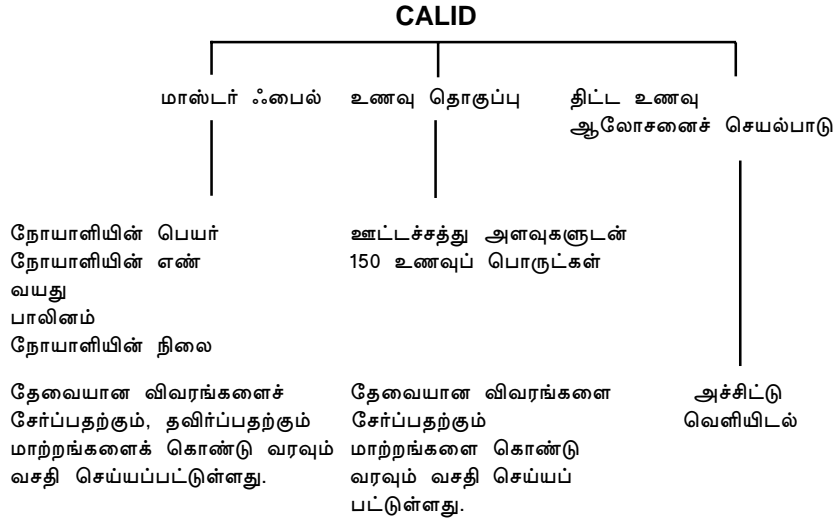 CALID
மாஸ்டர் ஃபைல்
உணவு தொகுப்பு
திட்ட உணவு
ஆலோசனைச் செயல்பாடு
நோயாளியின் பெயர்
நோயாளியின் எண்
வயது
பாலினம்
நோயாளியின் நிலை
ஊட்டச்சத்து அளவுகளுடன்
150 உணவுப் பொருட்கள்
தேவையான விவரங்களைச்
சேர்ப்பதற்கும், தவிர்ப்பதற்கும்
மாற்றங்களைக் கொண்டு வரவும்
வசதி செய்யப்பட்டுள்ளது.
தேவையான விவரங்களை
சேர்ப்பதற்கும்
மாற்றங்களை கொண்டு
வரவும் வசதி செய்யப்
பட்டுள்ளது.
அச்சிட்டு
வெளியிடல்